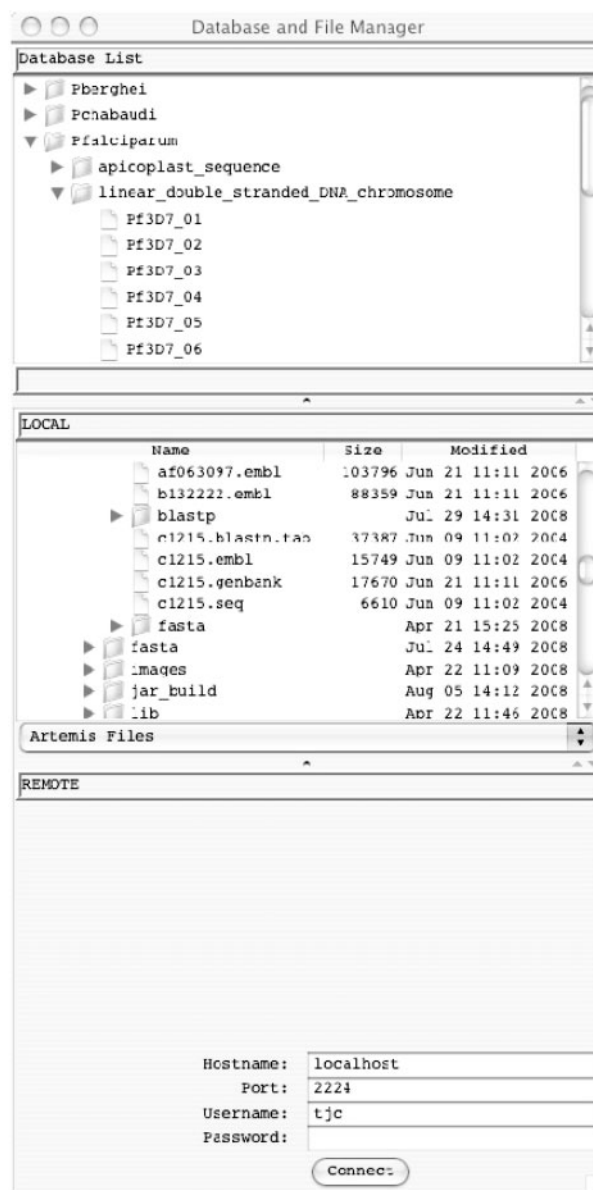 Database and File Manager
Database List
Pberghei
Pchabaudi
Pfalciparum
apicoplast_sequence
linear_double_stranded_DNA_chromosome
Pf3D7_01
Pf3D7_02
Pf3D7_03
Pf3D7_04
Pf3D7_05
Pf3D7_06
LOCAL
Name Size Modified
af063097.embl 103796 Jun 21 11:11 2006
b132222.embl 88359 Jun 21 11:11 2006
blastp Jul 29 14:31 2008
c1215.blastn.tab 37387 Jun 09 11:02 2004
c1215.embl 15749 Jun 09 11:02 2004
c1215.genbank 17670 Jun 21 11:11 2006
c1215.seq 6610 Jun 09 11:02 2004
fasta Apr 21 15:25 2008
fasta Jul 24 14:49 2008
images Apr 22 11:09 2008
jar_build Aug 05 14:12 2008
lib Apr 22 11:46 2008
Artemis Files
REMOTE
Hostname: localhost
Port: 2224
Username: tjc
Password:
Connect